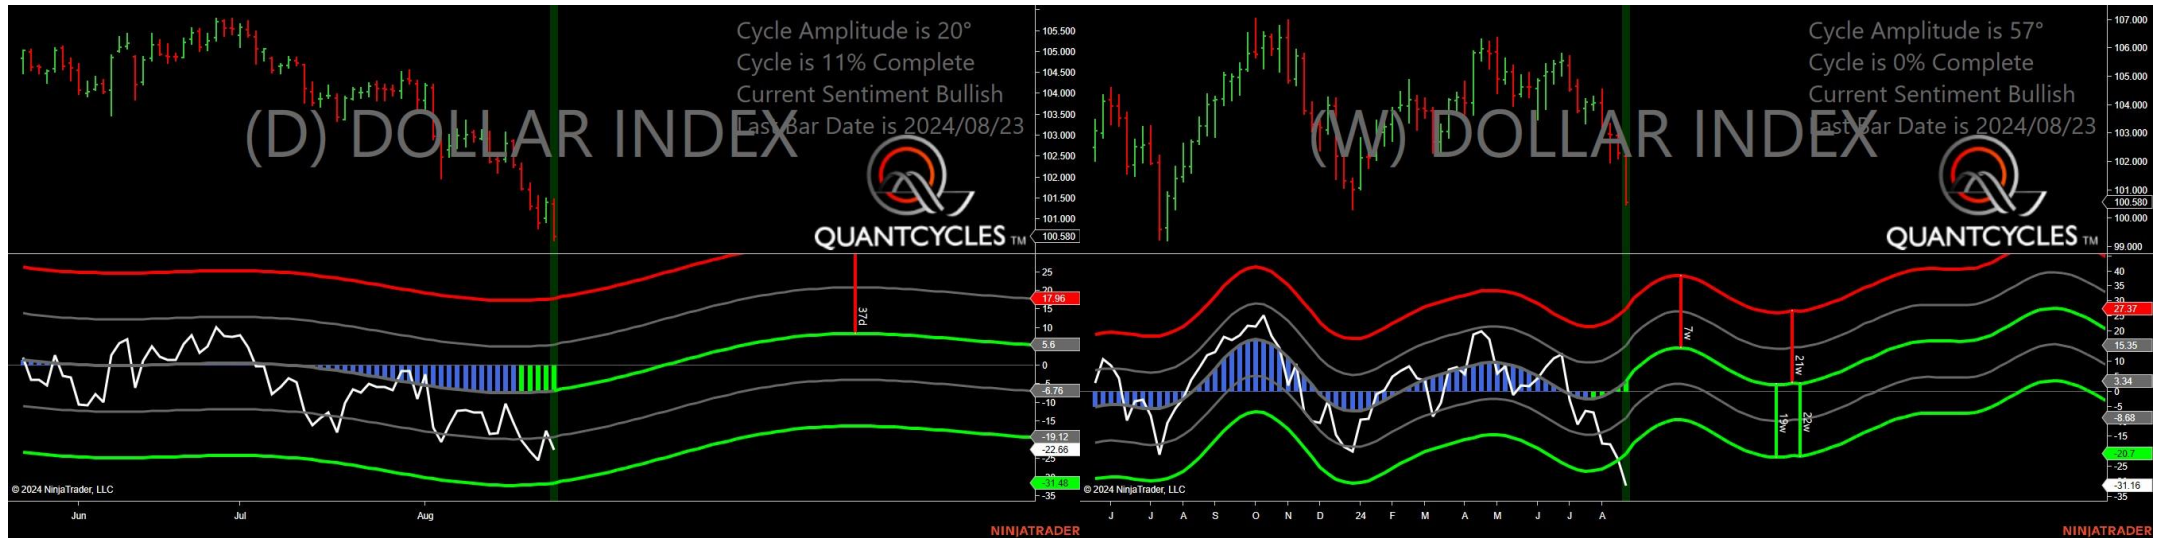 Cycle Amplitude is 20°
Cycle is 11% Complete
Current Sentiment Bullish
Last Bar Date is 2024/08/23
(D) DOLLAR INDEX
QUANTCYCLES TM
105.500
105.000
104.500
104.000
103.500
103.000
102.500
102.000
101.500
101.000
100.580
37d
25
20
17.96
15
10
5.6
0
-5
-6.76
-10
-15
-19.12
-22.66
-25
-31.48
-35
© 2024 NinjaTrader, LLC
Jun
Jul
Aug
NINJATRADER
Cycle Amplitude is 57°
Cycle is 0% Complete
Current Sentiment Bullish
Last Bar Date is 2024/08/23
(W) DOLLAR INDEX
QUANTCYCLES TM
107.000
106.000
105.000
104.000
103.000
102.000
101.000
100.580
100.000
99.000
7w
21w
19w
22w
40
35
30
27.37
25
20
15.35
10
5
3.34
0
-5
-8.68
-15
-20.7
-25
-31.16
-35
© 2024 NinjaTrader, LLC
J
J
A
S
O
N
D
24
F
M
A
M
J
J
A
NINJATRADER